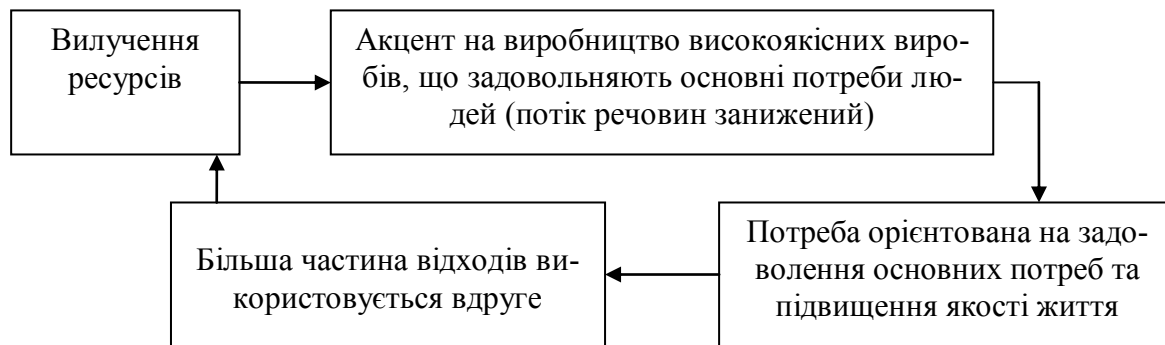 Вилучення
ресурсів
Акцент на виробництво високоякісних виро-
бів, що задовольняють основні потреби лю-
дей (потік речовин занижений)
Потреба орієнтована на задо-
волення основних потреб та
підвищення якості життя
Більша частина відходів ви-
користовується вдруге